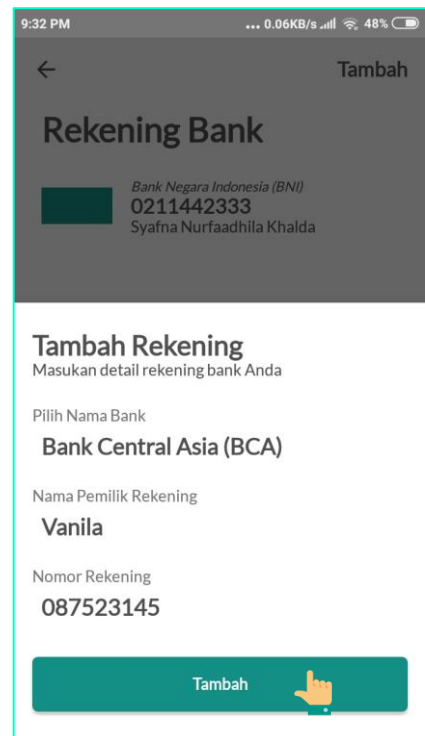 9:32 PM ... 0.06KB/s 48%
Tambah
Rekening Bank
Bank Negara Indonesia (BNI)
0211442333
Syafna Nurfaadhila Khalda
Tambah Rekening
Masukan detail rekening bank Anda
Pilih Nama Bank
Bank Central Asia (BCA)
Nama Pemilik Rekening
Vanila
Nomor Rekening
087523145
Tambah